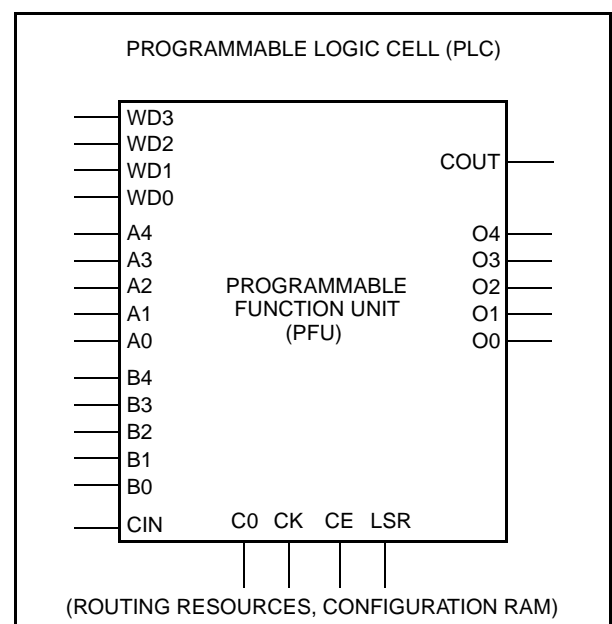 PROGRAMMABLE LOGIC CELL (PLC)
WD3
WD2
WD1
WD0
A4
A3
A2
A1
A0
B4
B3
B2
B1
B0
CIN
PROGRAMMABLE
FUNCTION UNIT
(PFU)
COUT
O4
O3
O2
O1
O0
C0 CK CE LSR
(ROUTING RESOURCES, CONFIGURATION RAM)